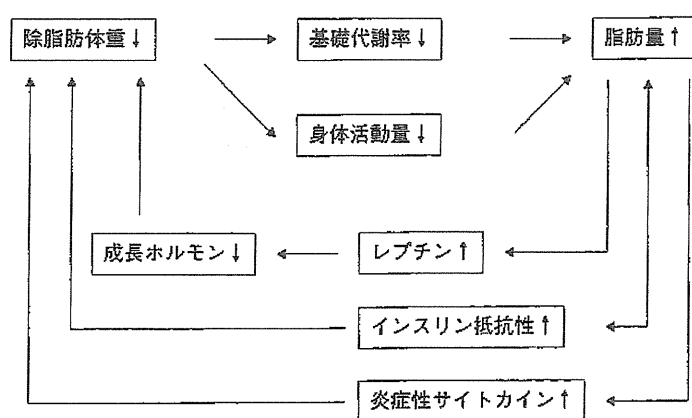 除脂肪体重↓
基礎代謝率↓
脂肪量↑
身体活動量↓
成長ホルモン↓
レプチン↑
インスリン抵抗性↑
炎症性サイトカイン↑